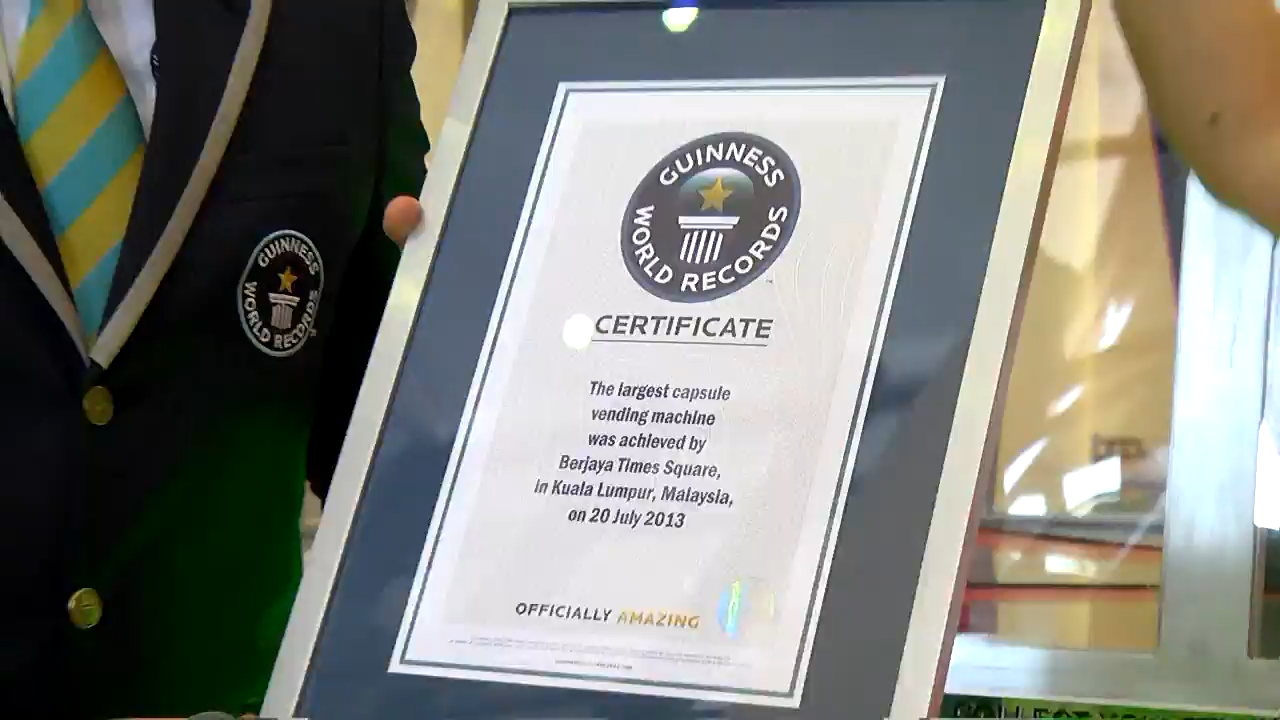 GUINNESS
WORLD RECORDS
GUINNESS
WORLD RECORDS
™
CERTIFICATE
The largest capsule
vending machine
was achieved by
Berjaya Times Square,
in Kuala Lumpur, Malaysia,
on 20 July 2013
OFFICIALLY AMAZING